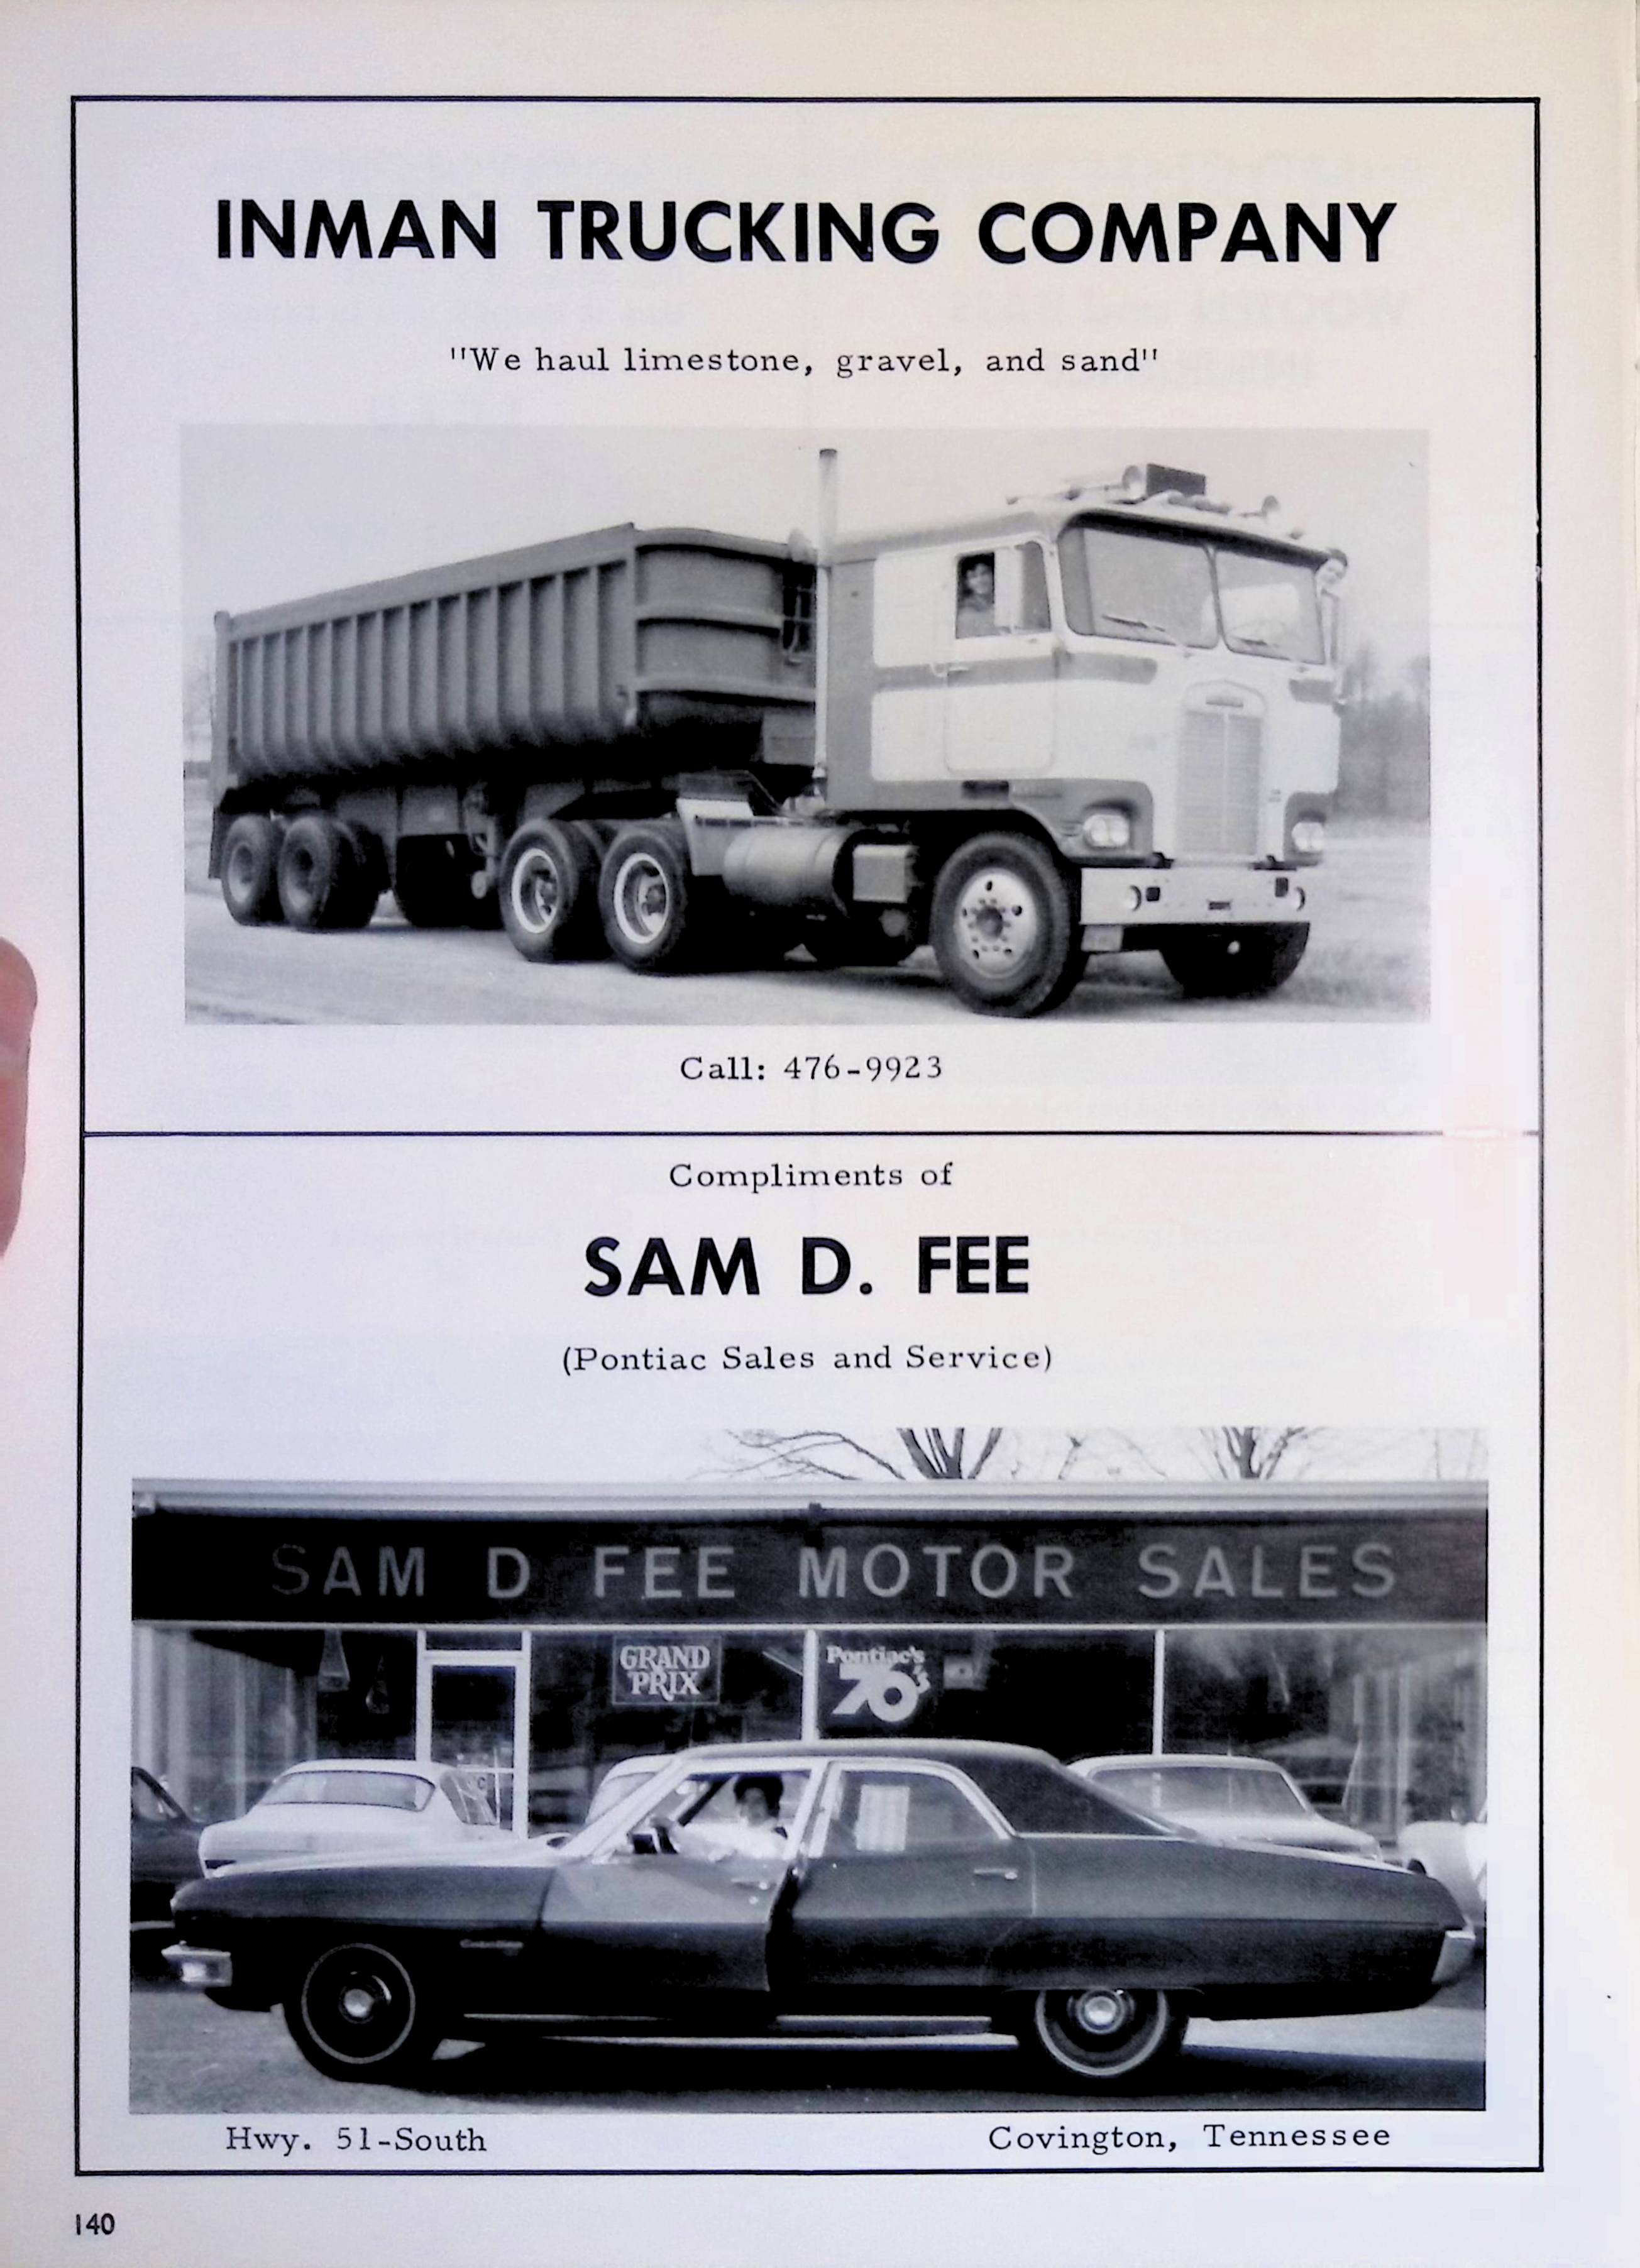 INMAN TRUCKING COMPANY
"We haul limestone, gravel, and sand"
Call: 476-9923
Compliments of
SAM D. FEE
(Pontiac Sales and Service)
SAM D FEE MOTOR SALES
GRAND PRIX
Pontiac's
70's
Hwy. 51-South
Covington, Tennessee
140